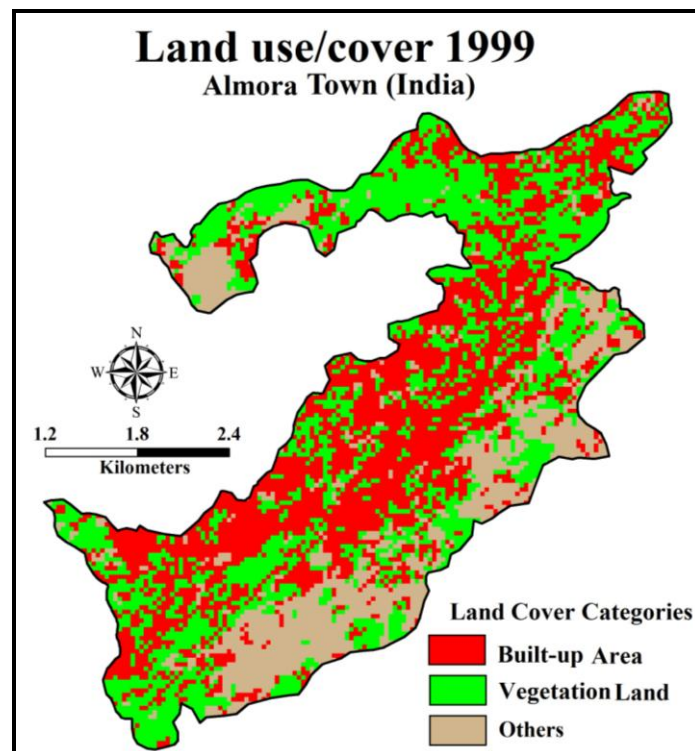 Land use/cover 1999
Almora Town (India)
N
W E
S
1.2 1.8 2.4
Kilometers
Land Cover Categories
Built-up Area
Vegetation Land
Others